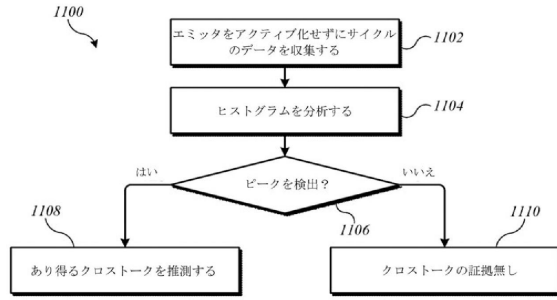 1100
エミッタをアクティブ化せずにサイクル
のデータを収集する
1102
ヒストグラムを分析する
1104
はい
ピークを検出?
いいえ
1106
1108
1110
あり得るクロストークを推測する
クロストークの証拠無し